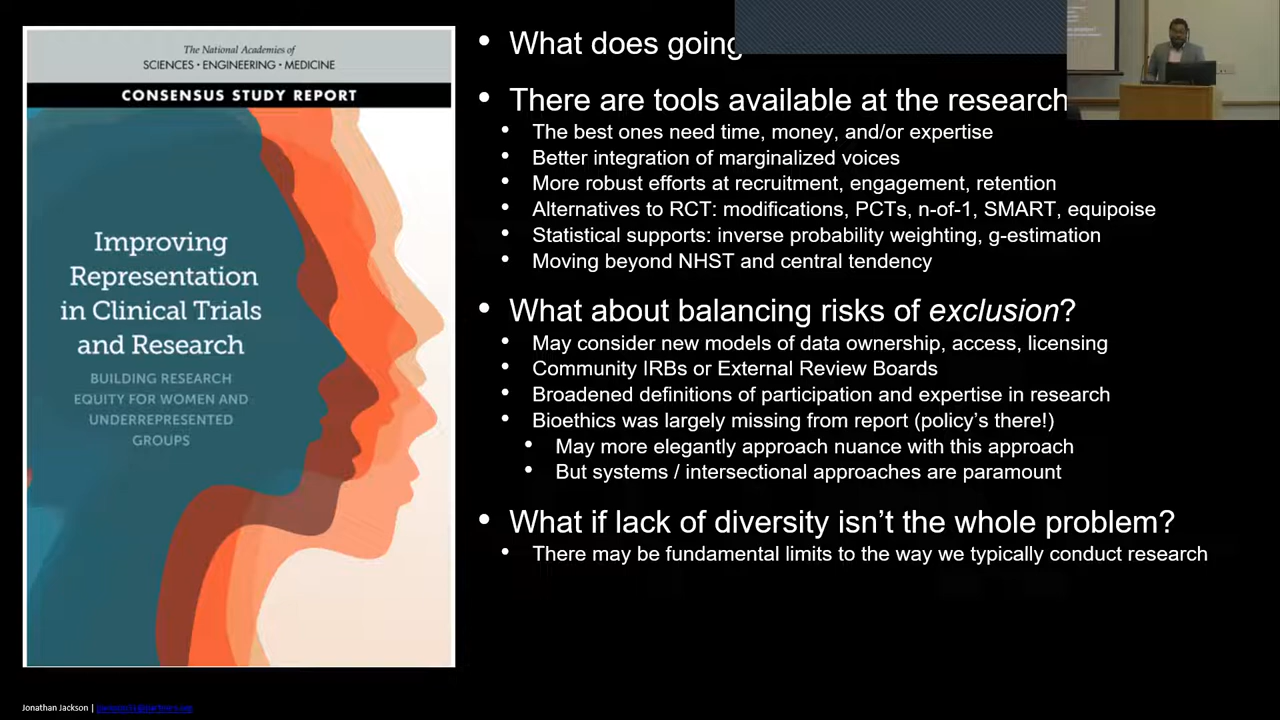 The National Academies of
SCIENCES • ENGINEERING • MEDICINE
CONSENSUS STUDY REPORT
Improving
Representation
in Clinical Trials
and Research
BUILDING RESEARCH
EQUITY FOR WOMEN AND
UNDERREPRESENTED
GROUPS
• What does going
• There are tools available at the research
• The best ones need time, money, and/or expertise
• Better integration of marginalized voices
• More robust efforts at recruitment, engagement, retention
• Alternatives to RCT: modifications, PCTs, n-of-1, SMART, equipoise
• Statistical supports: inverse probability weighting, g-estimation
• Moving beyond NHST and central tendency
• What about balancing risks of exclusion?
• May consider new models of data ownership, access, licensing
• Community IRBs or External Review Boards
• Broadened definitions of participation and expertise in research
• Bioethics was largely missing from report (policy's there!)
• May more elegantly approach nuance with this approach
• But systems / intersectional approaches are paramount
• What if lack of diversity isn't the whole problem?
• There may be fundamental limits to the way we typically conduct research
Jonathan Jackson |